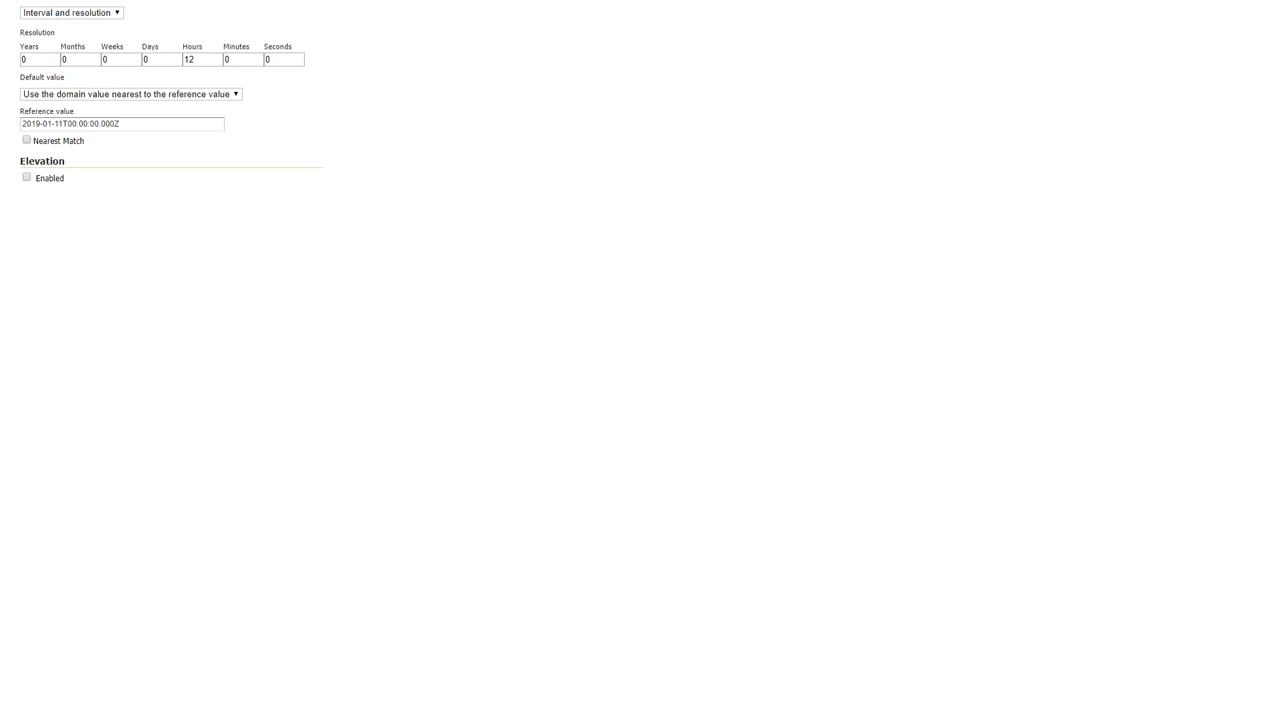 Interval and resolution
Resolution
Years Months Weeks Days Hours Minutes Seconds
0 0 0 0 12 0 0
Default value
Use the domain value nearest to the reference value
Reference value
2019-01-11T00:00:00.000Z
Nearest Match
Elevation
Enabled